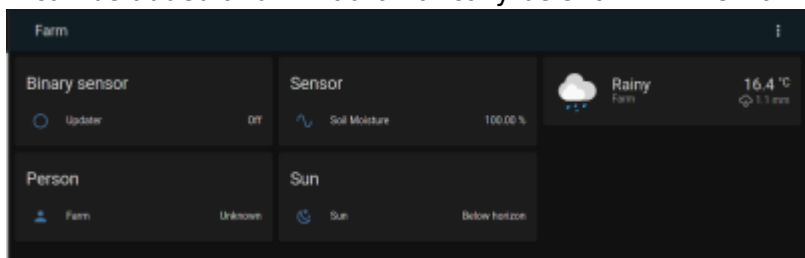 Farm
Binary sensor
Updater Off
Sensor
Soil Moisture 100.00 %
Rainy 16.4 °C
Farm 1.1 mm
Person
Farm Unknown
Sun
Sun Below horizon